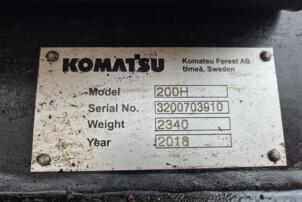 KOMATSU
Komatsu Forest AB
Umeå, Sweden
Model 200H
Serial No. 3200703910
Weight 2340
Year 2018